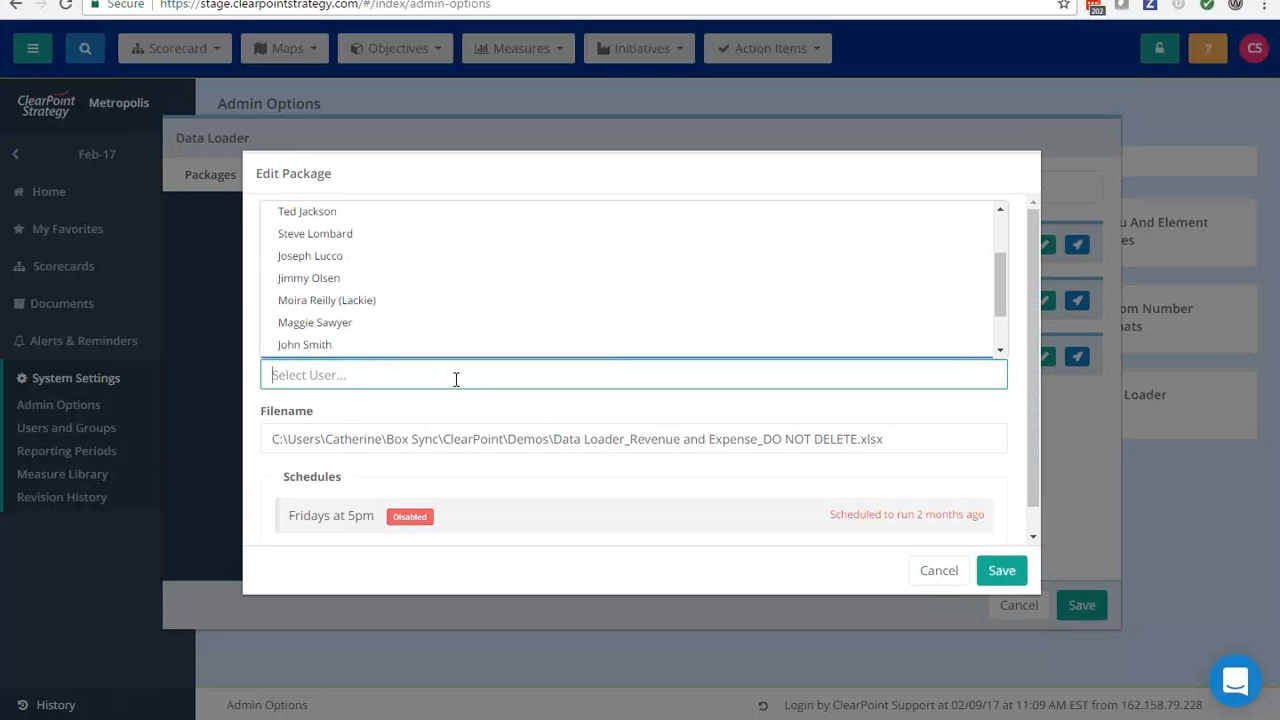 Secure https://stage.clearpointstrategy.com/#/index/admin-options
202
Scorecard Maps Objectives Measures Initiatives Action Items ? CS
ClearPoint Strategy Metropolis
Admin Options
Data Loader
Feb-17
Packages
Edit Package
Home
My Favorites
Scorecards
Documents
Alerts & Reminders
System Settings
Admin Options
Users and Groups
Reporting Periods
Measure Library
Revision History
Ted Jackson
Steve Lombard
Joseph Lucco
Jimmy Olsen
Moira Reilly (Lackie)
Maggie Sawyer
John Smith
Select User...
Filename
C:\Users\Catherine\Box Sync\ClearPoint\Demos\Data Loader_Revenue and Expense_DO NOT DELETE.xlsx
Schedules
Fridays at 5pm Disabled Scheduled to run 2 months ago
Cancel Save
Cancel Save
And Element
Number
Loader
History
Admin Options
Login by ClearPoint Support at 02/09/17 at 11:09 AM EST from 162.158.79.228